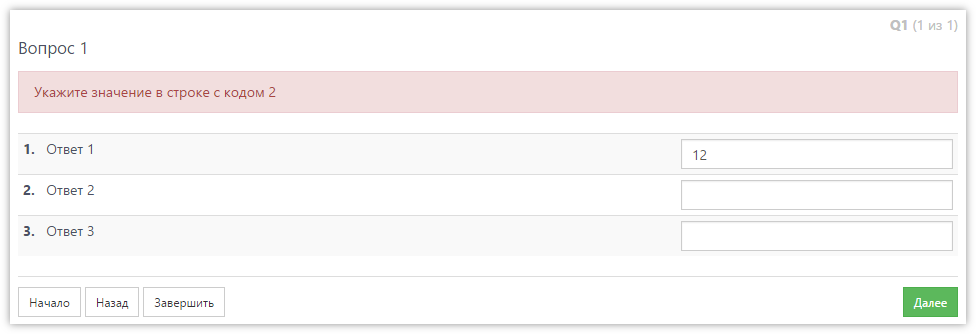 Q1 (1 из 1)
Вопрос 1
Укажите значение в строке с кодом 2
1. Ответ 1 12
2. Ответ 2
3. Ответ 3
Начало Назад Завершить Далее